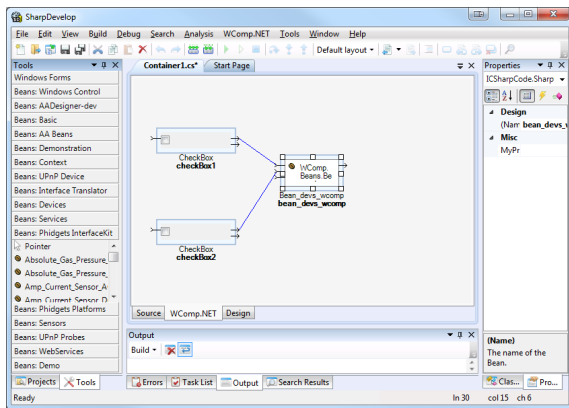 SharpDevelop
File Edit View Build Debug Search Analysis WComp.NET Tools Window Help
Default layout
Tools
Windows Forms
Beans: Windows Control
Beans: AADesigner-dev
Beans: Basic
Beans: AA Beans
Beans: Demonstration
Beans: Context
Beans: UPnP Device
Beans: Interface Translator
Beans: Devices
Beans: Services
Beans: Phidgets InterfaceKit
Pointer
Absolute_Gas_Pressure_
Absolute_Gas_Pressure_
Amp_Current_Sensor_A
Amp Current Sensor D
Beans: Phidgets Platforms
Beans: Sensors
Beans: UPnP Probes
Beans: WebServices
Beans: Demo
Projects Tools
Container1.cs* Start Page
CheckBox
checkBox1
WComp.
Beans.Be
Bean_devs_wcomp
bean_devs_wcomp
CheckBox
checkBox2
Source WComp.NET Design
Output
Build
Errors Task List Output Search Results
Properties
ICSharpCode.Sharp
Design
(Nam bean_devs_w
Misc
MyPr
(Name)
The name of the
Bean.
Clas... Pro...
Ready ln 30 col 15 ch 6